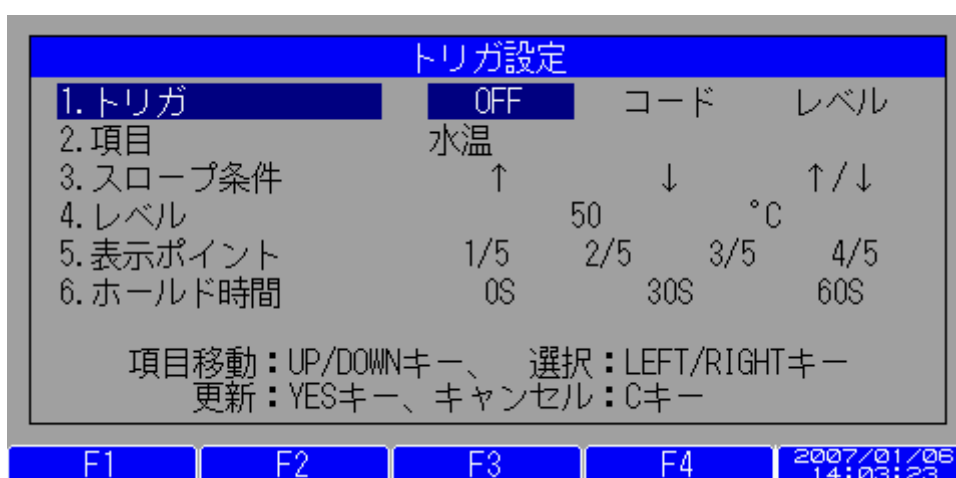 トリガ設定
1.トリガ OFF コード レベル
2.項目 水温
3.スロープ条件 ↑ ↓ ↑/↓
4.レベル 50 °C
5.表示ポイント 1/5 2/5 3/5 4/5
6.ホールド時間 0S 30S 60S
項目移動：UP/DOWNキー、 選択：LEFT/RIGHTキー
更新：YESキー、キャンセル：Cキー
F1 F2 F3 F4 2007/01/06
14:03:23